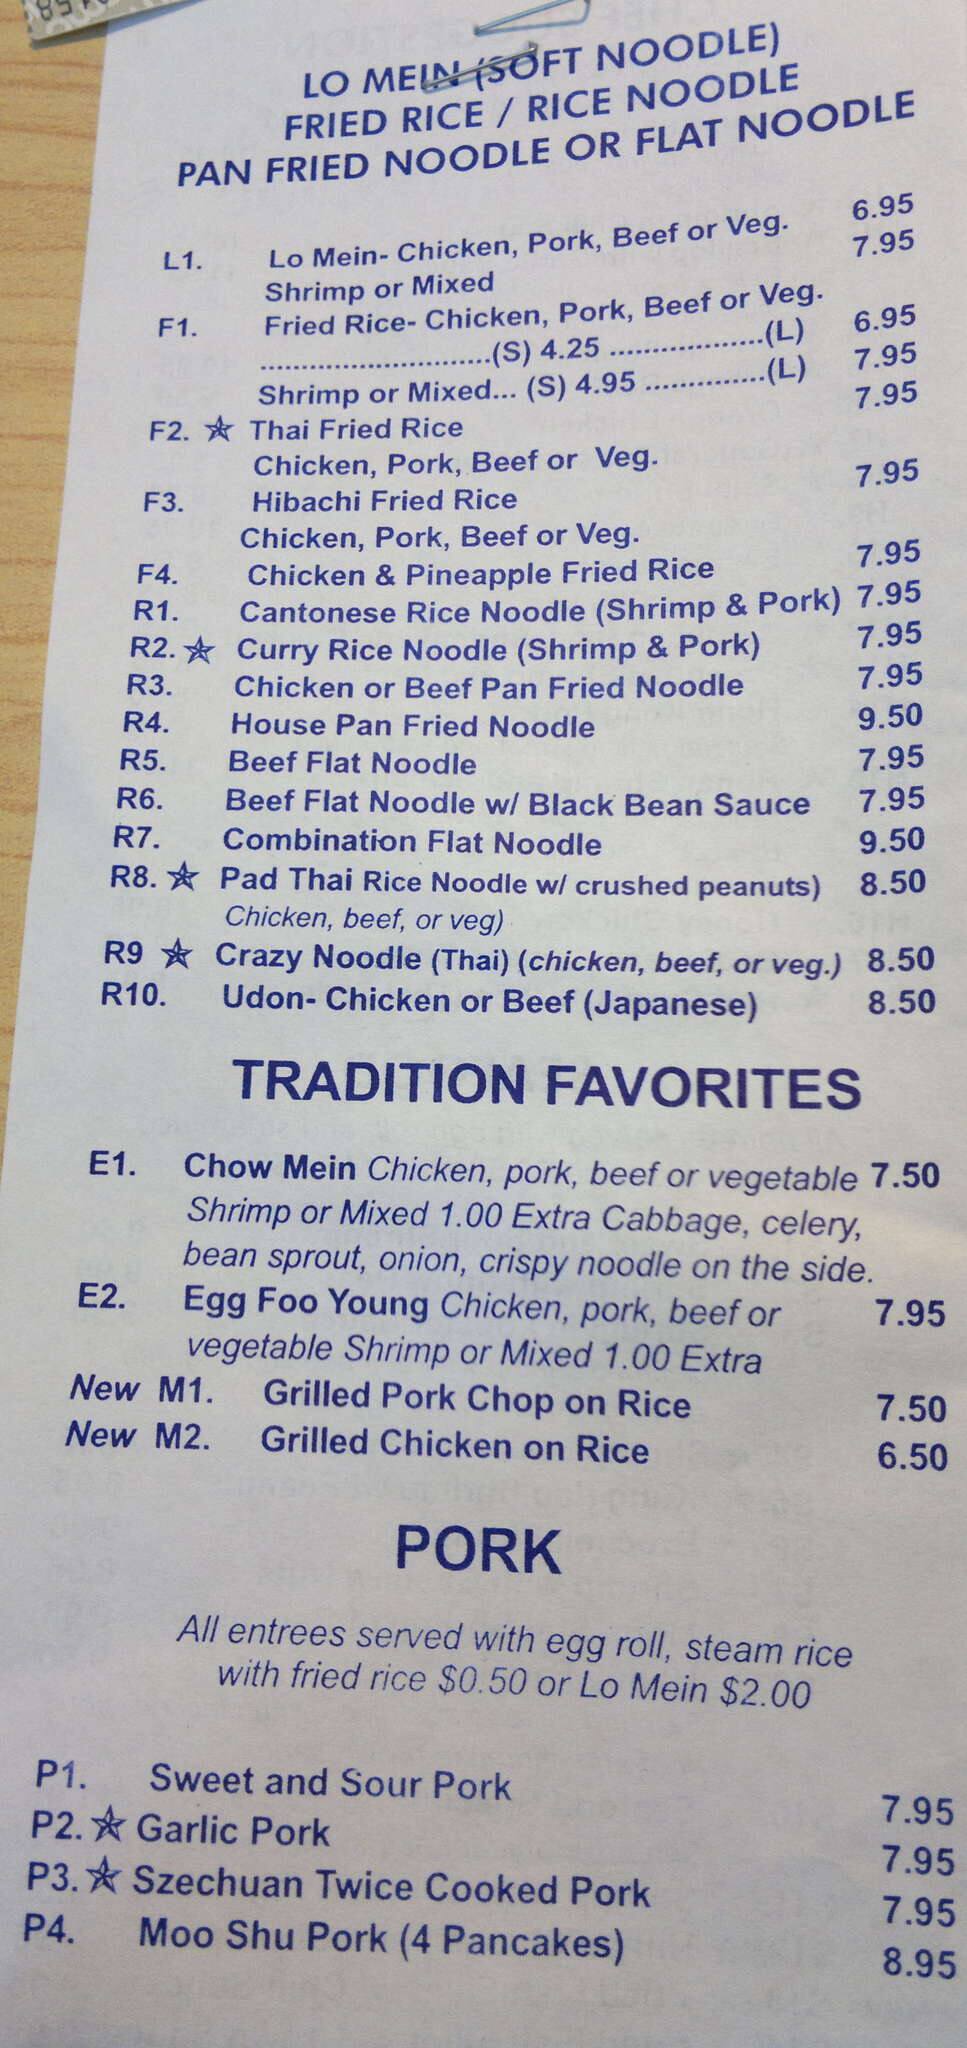 LO MEIN (SOFT NOODLE)
FRIED RICE / RICE NOODLE
PAN FRIED NOODLE OR FLAT NOODLE
L1. Lo Mein- Chicken, Pork, Beef or Veg. 6.95
Shrimp or Mixed 7.95
F1. Fried Rice- Chicken, Pork, Beef or Veg.
............................(S) 4.25 ..................(L) 6.95
Shrimp or Mixed... (S) 4.95 ..............(L) 7.95
F2. ☆ Thai Fried Rice 7.95
Chicken, Pork, Beef or Veg.
F3. Hibachi Fried Rice 7.95
Chicken, Pork, Beef or Veg.
F4. Chicken & Pineapple Fried Rice 7.95
R1. Cantonese Rice Noodle (Shrimp & Pork) 7.95
R2. ☆ Curry Rice Noodle (Shrimp & Pork) 7.95
R3. Chicken or Beef Pan Fried Noodle 7.95
R4. House Pan Fried Noodle 9.50
R5. Beef Flat Noodle 7.95
R6. Beef Flat Noodle w/ Black Bean Sauce 7.95
R7. Combination Flat Noodle 9.50
R8. ☆ Pad Thai Rice Noodle w/ crushed peanuts) 8.50
Chicken, beef, or veg)
R9 ☆ Crazy Noodle (Thai) (chicken, beef, or veg.) 8.50
R10. Udon- Chicken or Beef (Japanese) 8.50
TRADITION FAVORITES
E1. Chow Mein Chicken, pork, beef or vegetable 7.50
Shrimp or Mixed 1.00 Extra Cabbage, celery,
bean sprout, onion, crispy noodle on the side.
E2. Egg Foo Young Chicken, pork, beef or 7.95
vegetable Shrimp or Mixed 1.00 Extra
New M1. Grilled Pork Chop on Rice 7.50
New M2. Grilled Chicken on Rice 6.50
PORK
All entrees served with egg roll, steam rice
with fried rice $0.50 or Lo Mein $2.00
P1. Sweet and Sour Pork 7.95
P2. ☆ Garlic Pork 7.95
P3. ☆ Szechuan Twice Cooked Pork 7.95
P4. Moo Shu Pork (4 Pancakes) 8.95